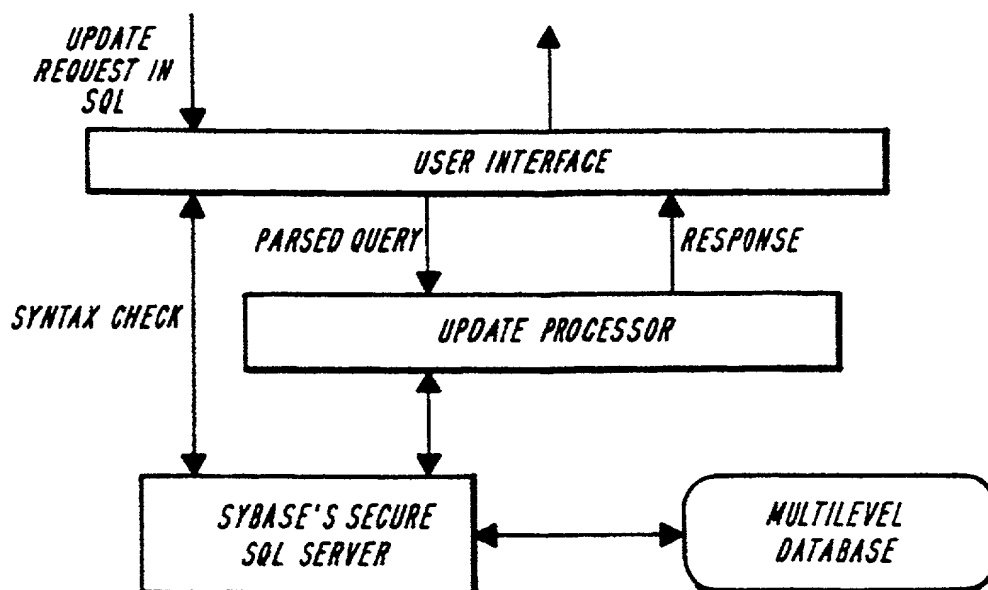 UPDATE
REQUEST IN
SQL
USER INTERFACE
PARSED QUERY
RESPONSE
SYNTAX CHECK
UPDATE PROCESSOR
SYBASE'S SECURE
SQL SERVER
MULTILEVEL
DATABASE